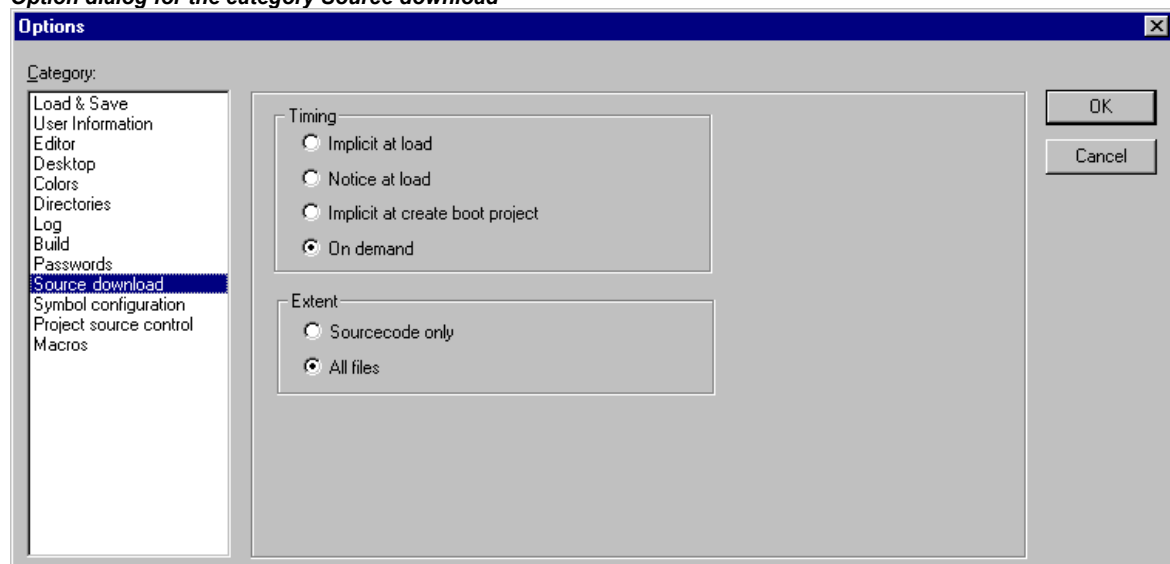 Option dialog for the category Source download
Options
Category:
Load & Save
User Information
Editor
Desktop
Colors
Directories
Log
Build
Passwords
Source download
Symbol configuration
Project source control
Macros
Timing
Implicit at load
Notice at load
Implicit at create boot project
On demand
Extent
Sourcecode only
All files
OK
Cancel